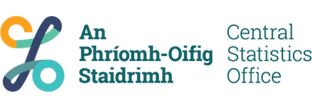 An
Phríomh-Oifig
Staidrimh
Central
Statistics
Office